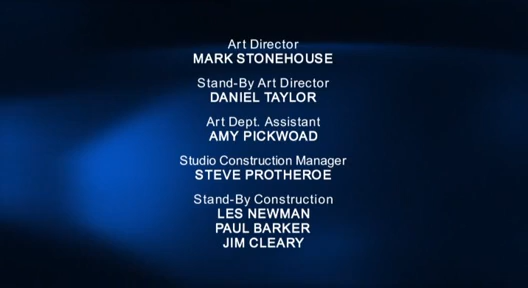 Art Director
MARK STONEHOUSE
Stand-By Art Director
DANIEL TAYLOR
Art Dept. Assistant
AMY PICKWOAD
Studio Construction Manager
STEVE PROTHEROE
Stand-By Construction
LES NEWMAN
PAUL BARKER
JIM CLEARY